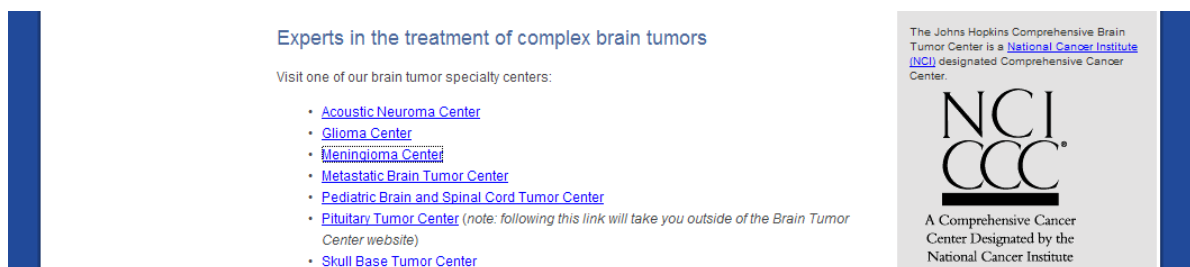 Experts in the treatment of complex brain tumors
Visit one of our brain tumor specialty centers:
• Acoustic Neuroma Center
• Glioma Center
• Meningioma Center
• Metastatic Brain Tumor Center
• Pediatric Brain and Spinal Cord Tumor Center
• Pituitary Tumor Center (note: following this link will take you outside of the Brain Tumor
Center website)
• Skull Base Tumor Center
The Johns Hopkins Comprehensive Brain
Tumor Center is a National Cancer Institute
(NCI) designated Comprehensive Cancer
Center.
NCI
CCC®
A Comprehensive Cancer
Center Designated by the
National Cancer Institute